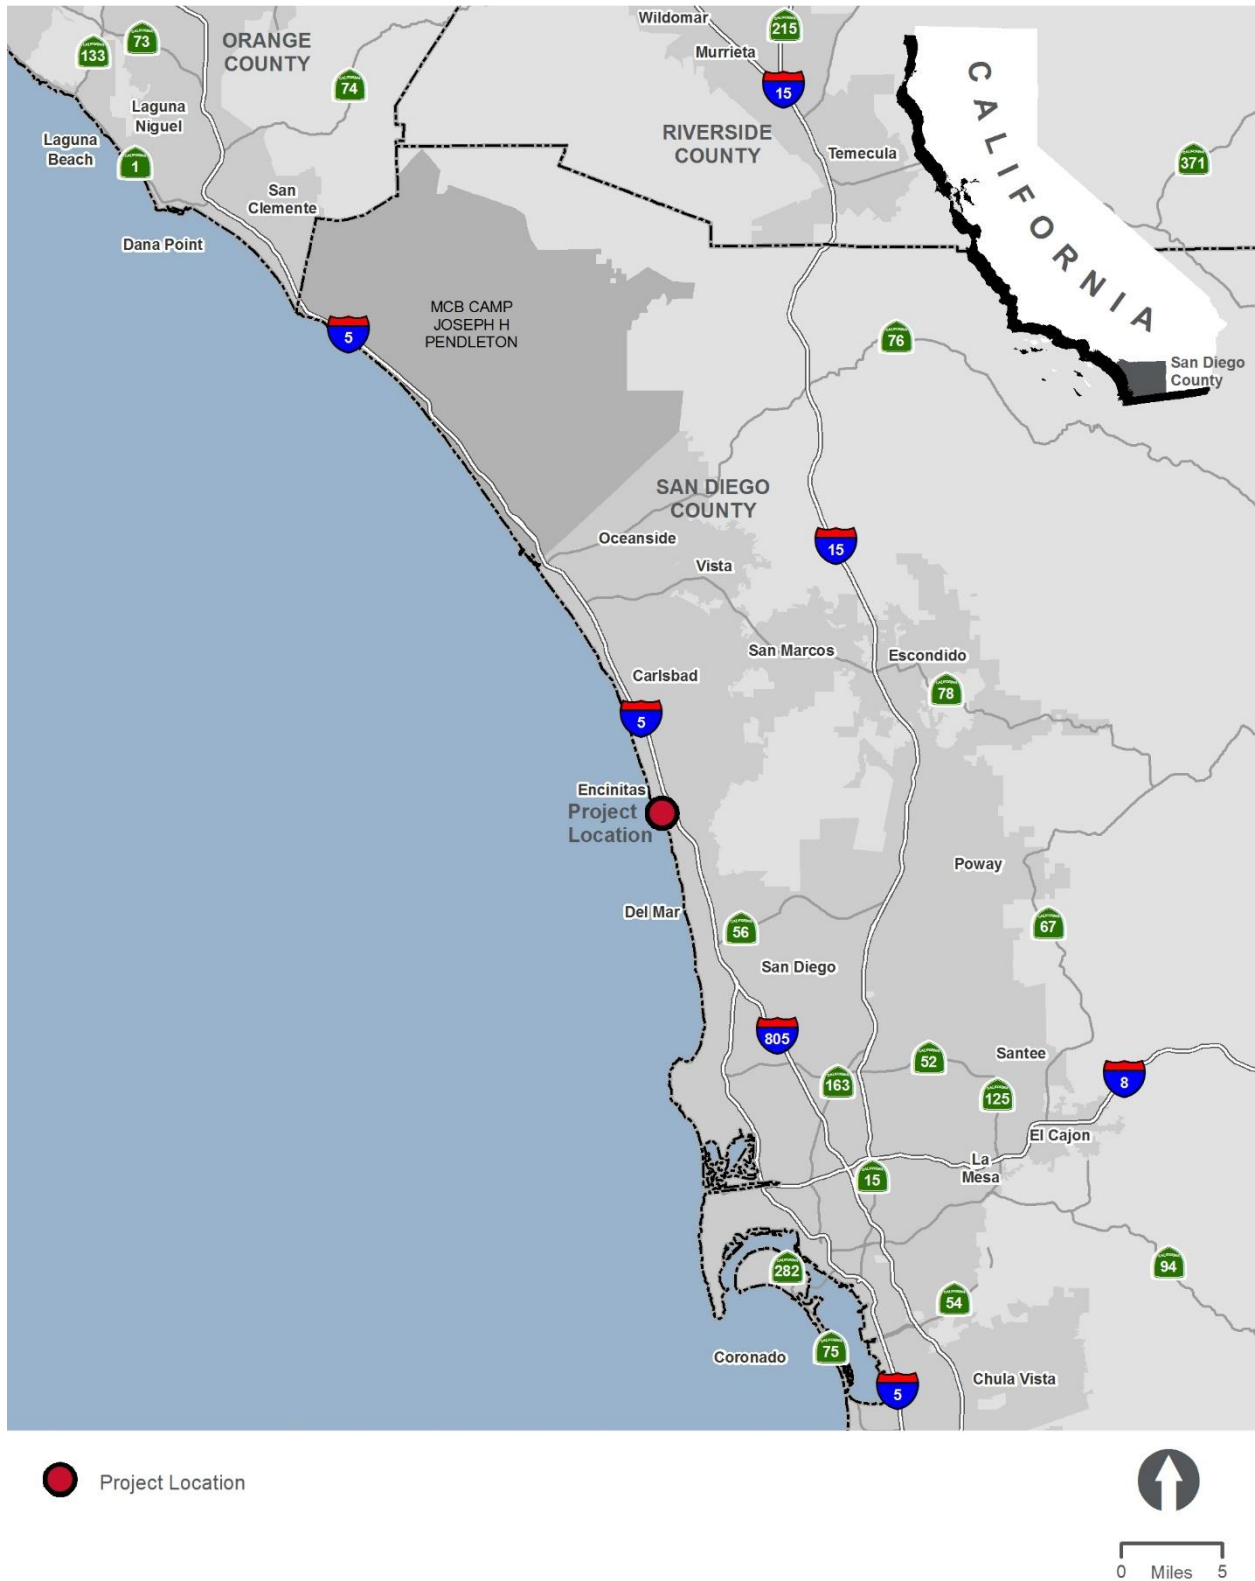 Wildomar
215
73
133
ORANGE
COUNTY
Murrieta
74
15
CALIFORNIA
Laguna
Niguel
RIVERSIDE
COUNTY
Laguna
Beach
1
Temecula
371
San
Clemente
Dana Point
MCB CAMP
JOSEPH H
PENDLETON
5
76
San Diego
County
SAN DIEGO
COUNTY
Oceanside
15
Vista
San Marcos
Escondido
Carlsbad
78
5
Encinitas
Project
Location
Poway
Del Mar
56
67
San Diego
805
52
Santee
163
8
125
El Cajon
La
Mesa
15
282
94
54
Coronado
75
Chula Vista
5
Project Location
0 Miles 5